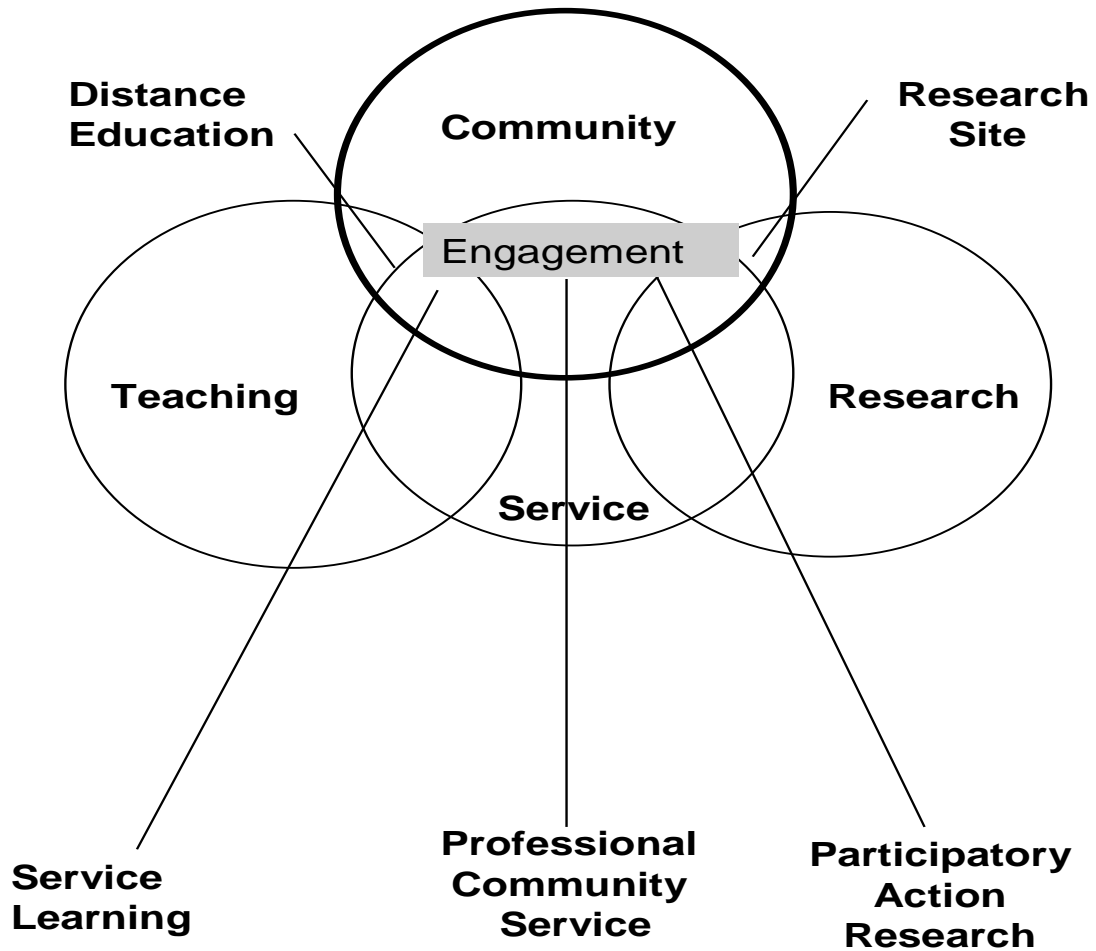 Distance
Education
Community
Research
Site
Engagement
Teaching
Research
Service
Service
Learning
Professional
Community
Service
Participatory
Action
Research